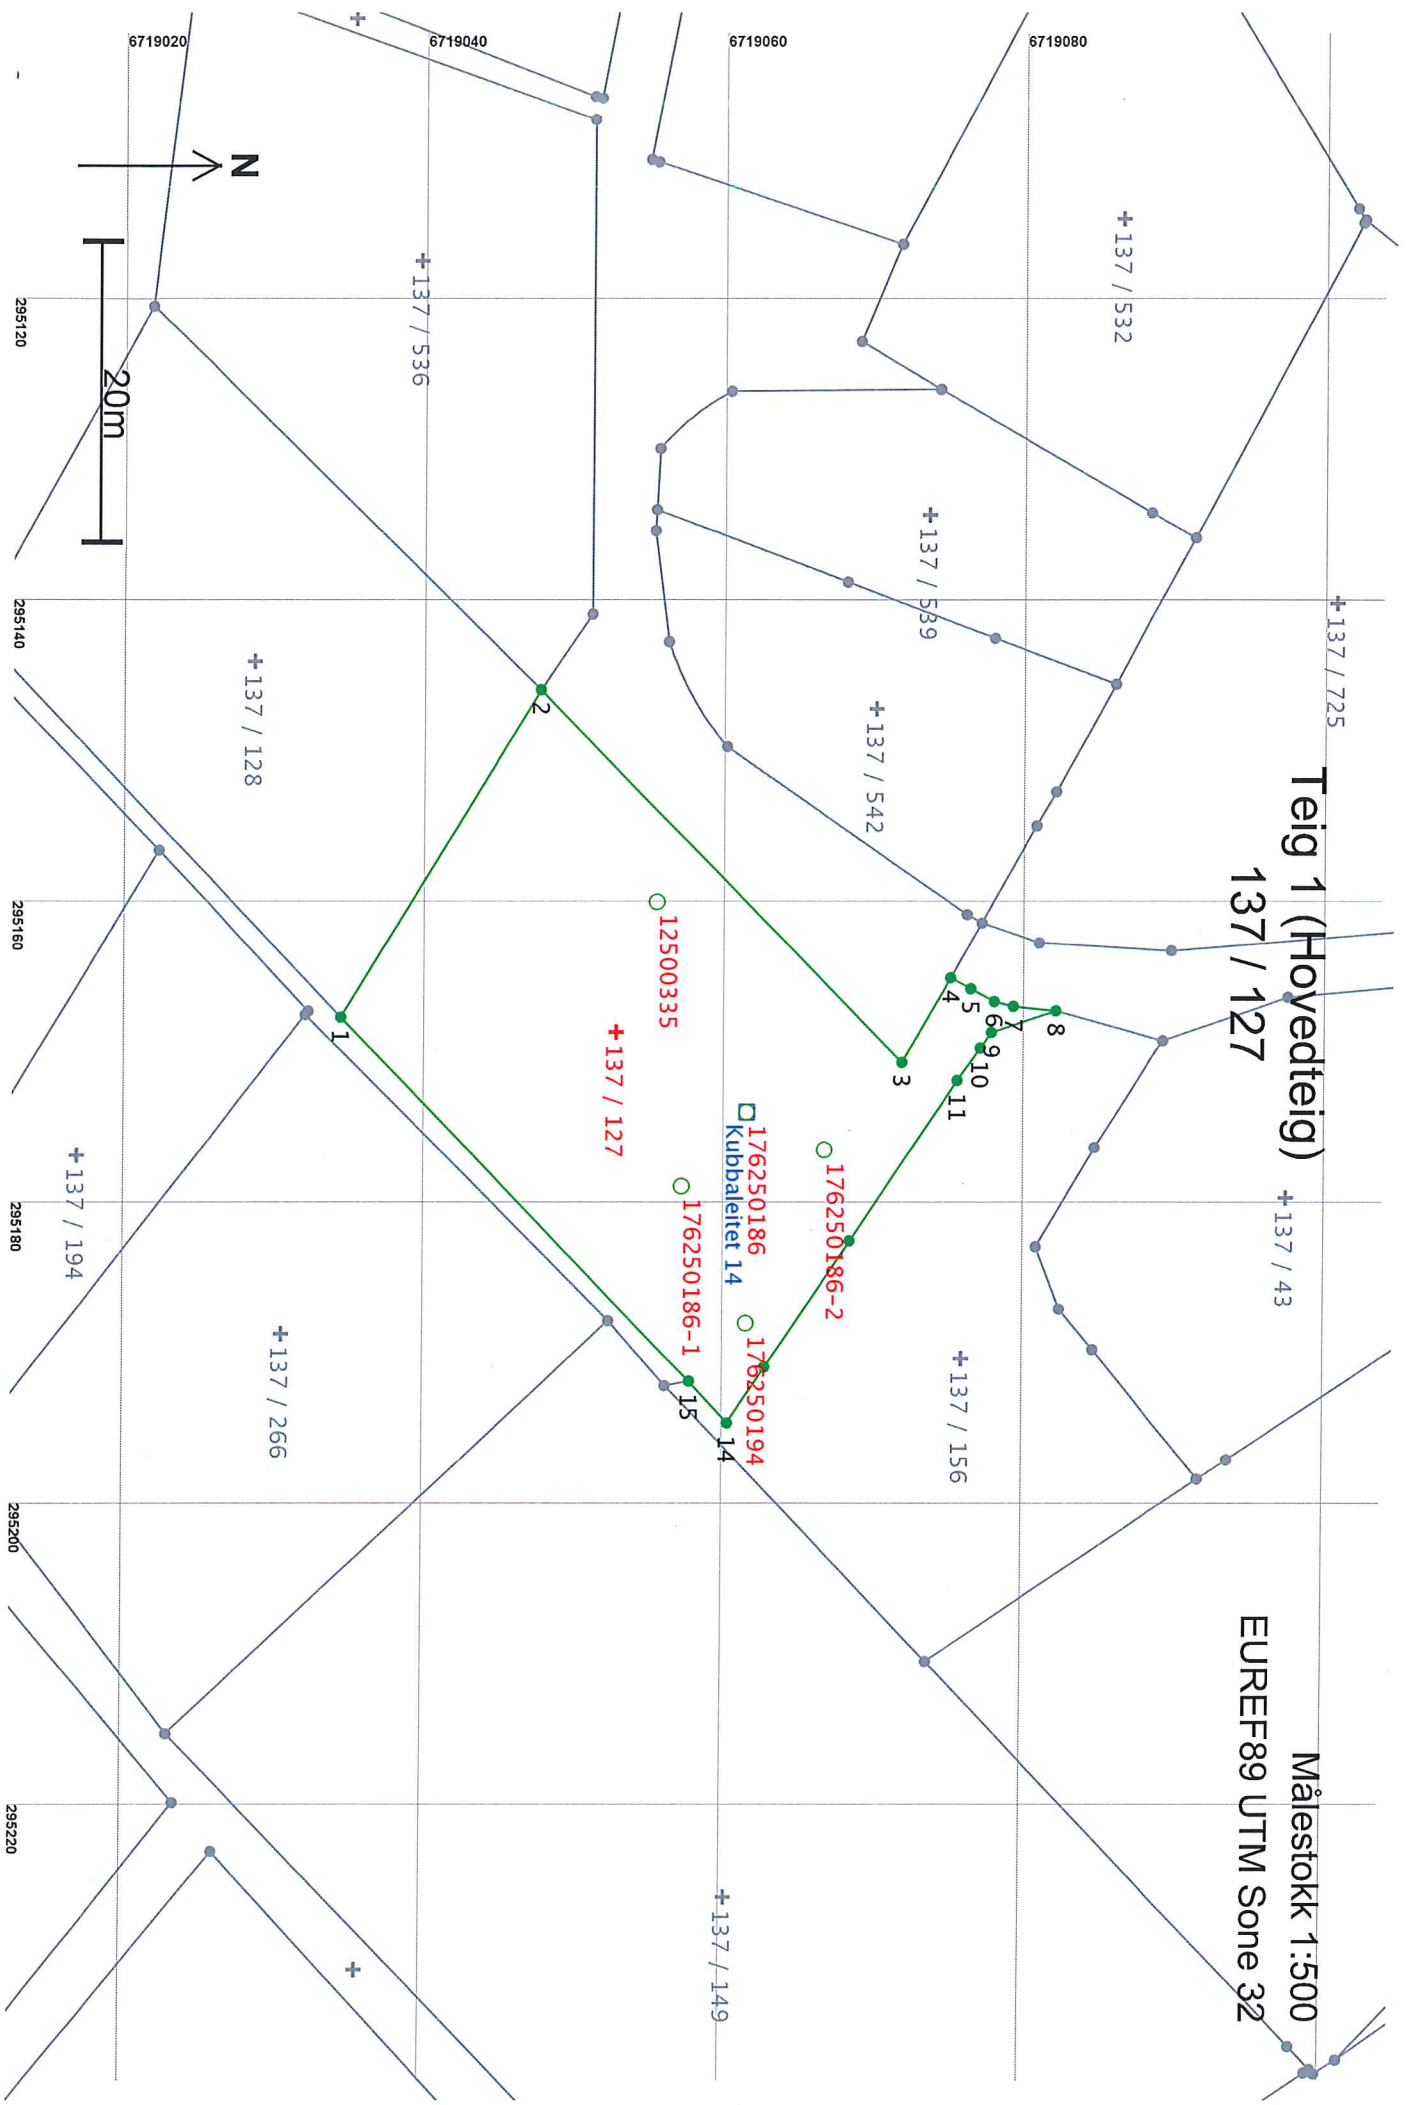 Teig 1 (Hovedteig)
137 / 127
Målestokk 1:500
EUREF89 UTM Sone 32
N
20m
6719020
6719040
6719060
6719080
295120
295140
295160
295180
295200
295220
137 / 725
137 / 532
137 / 536
137 / 539
137 / 542
137 / 128
137 / 43
137 / 156
137 / 194
137 / 266
137 / 149
12500335
137 / 127
176250186
Kubbaleitet 14
176250186-2
176250186-1
176250194
1
2
3
4
5
6
7
8
9
10
11
14
15